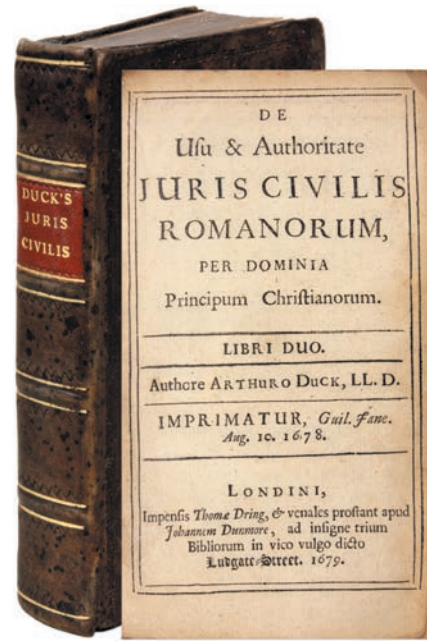 DUCK'S
JURIS
CIVILIS
DE
Usu & Authoritate
JURIS CIVILIS
ROMANORUM,
PER DOMINIA
Principum Christianorum.
LIBRI DUO.
Authore ARTHURO DUCK, LL. D.
IMPRIMATUR, Guil. Jane.
Aug. 10. 1678.
LONDINI,
Impensis Thomæ Dring, & venales prostant apud
Johannem Dunmore, ad insigne trium
Bibliorum in vico vulgo dicto
Ludgate-Street. 1679.